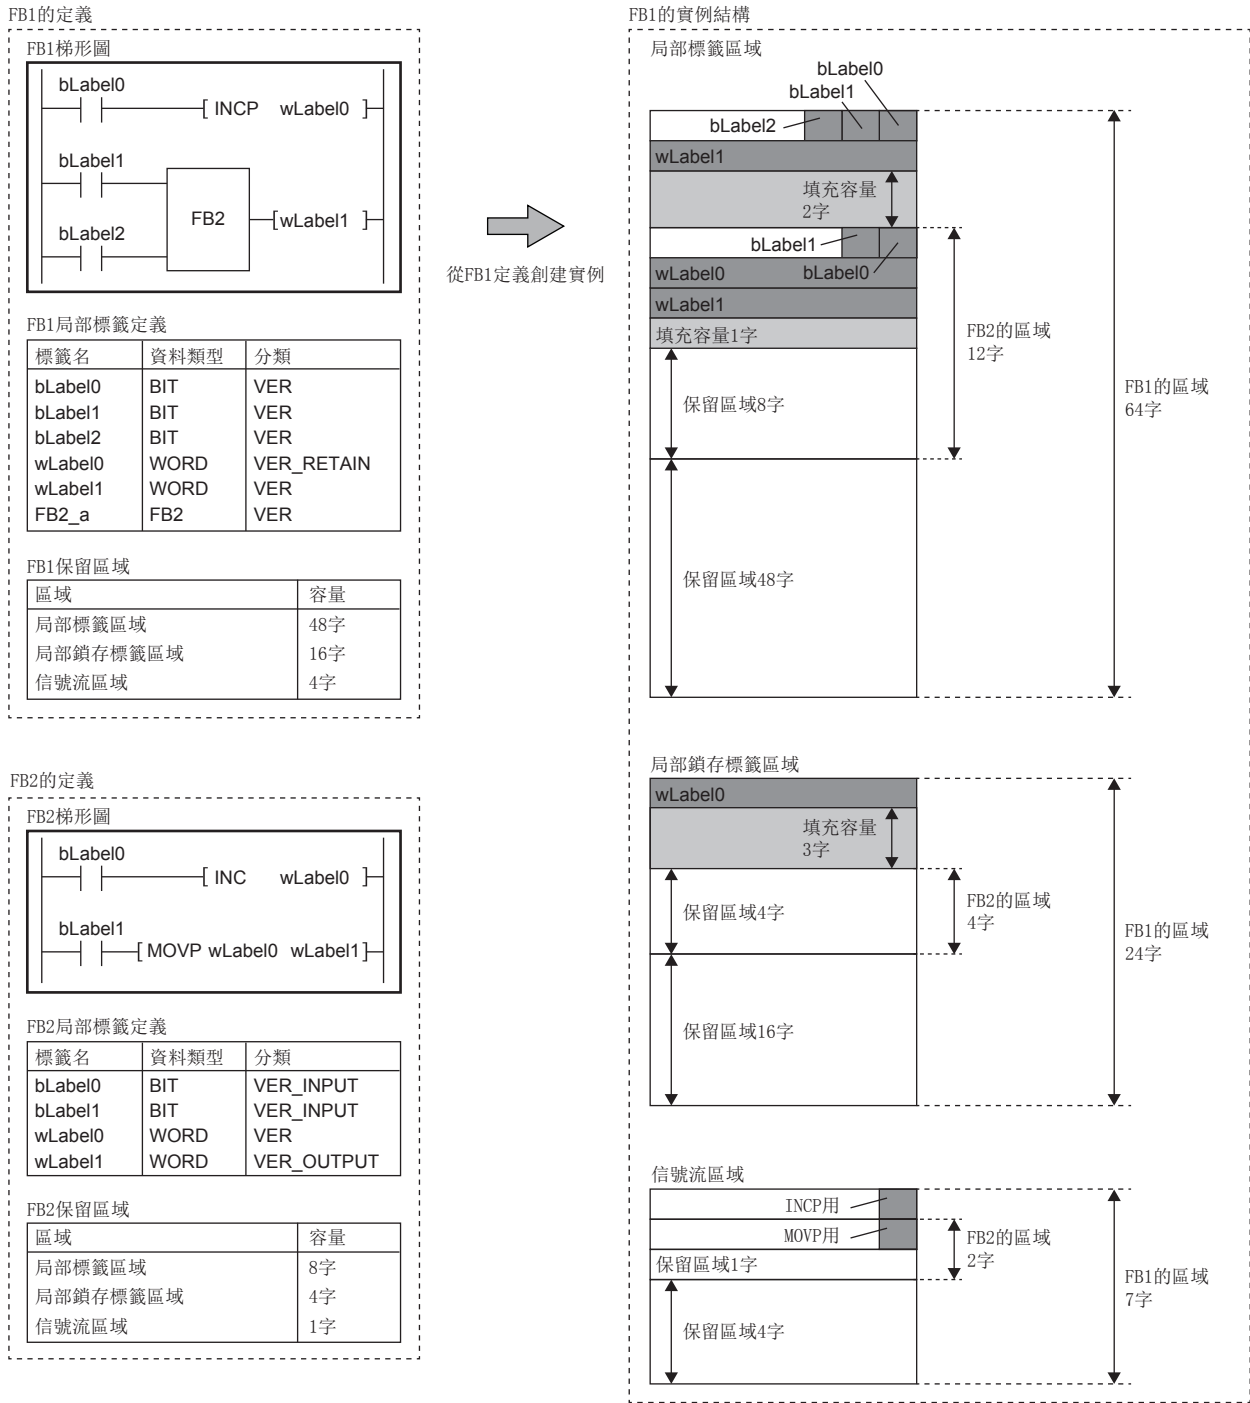 FB1的定義
FB1梯形圖
bLabel0
[ INCP wLabel0 ]
bLabel1
FB2
[wLabel1 ]
bLabel2
FB1局部標籤定義
標籤名 資料類型 分類
bLabel0 BIT VER
bLabel1 BIT VER
bLabel2 BIT VER
wLabel0 WORD VER_RETAIN
wLabel1 WORD VER
FB2_a FB2 VER
FB1保留區域
區域 容量
局部標籤區域 48字
局部鎖存標籤區域 16字
信號流區域 4字
FB2的定義
FB2梯形圖
bLabel0
[ INC wLabel0 ]
bLabel1
[ MOVP wLabel0 wLabel1]
FB2局部標籤定義
標籤名 資料類型 分類
bLabel0 BIT VER_INPUT
bLabel1 BIT VER_INPUT
wLabel0 WORD VER
wLabel1 WORD VER_OUTPUT
FB2保留區域
區域 容量
局部標籤區域 8字
局部鎖存標籤區域 4字
信號流區域 1字
從FB1定義創建實例
FB1的實例結構
局部標籤區域
bLabel0
bLabel1
bLabel2
wLabel1
填充容量
2字
bLabel1
wLabel0 bLabel0
wLabel1
填充容量1字
保留區域8字
FB2的區域
12字
FB1的區域
64字
保留區域48字
局部鎖存標籤區域
wLabel0
填充容量
3字
保留區域4字
FB2的區域
4字
FB1的區域
24字
保留區域16字
信號流區域
INCP用
MOVP用
保留區域1字
FB2的區域
2字
FB1的區域
7字
保留區域4字